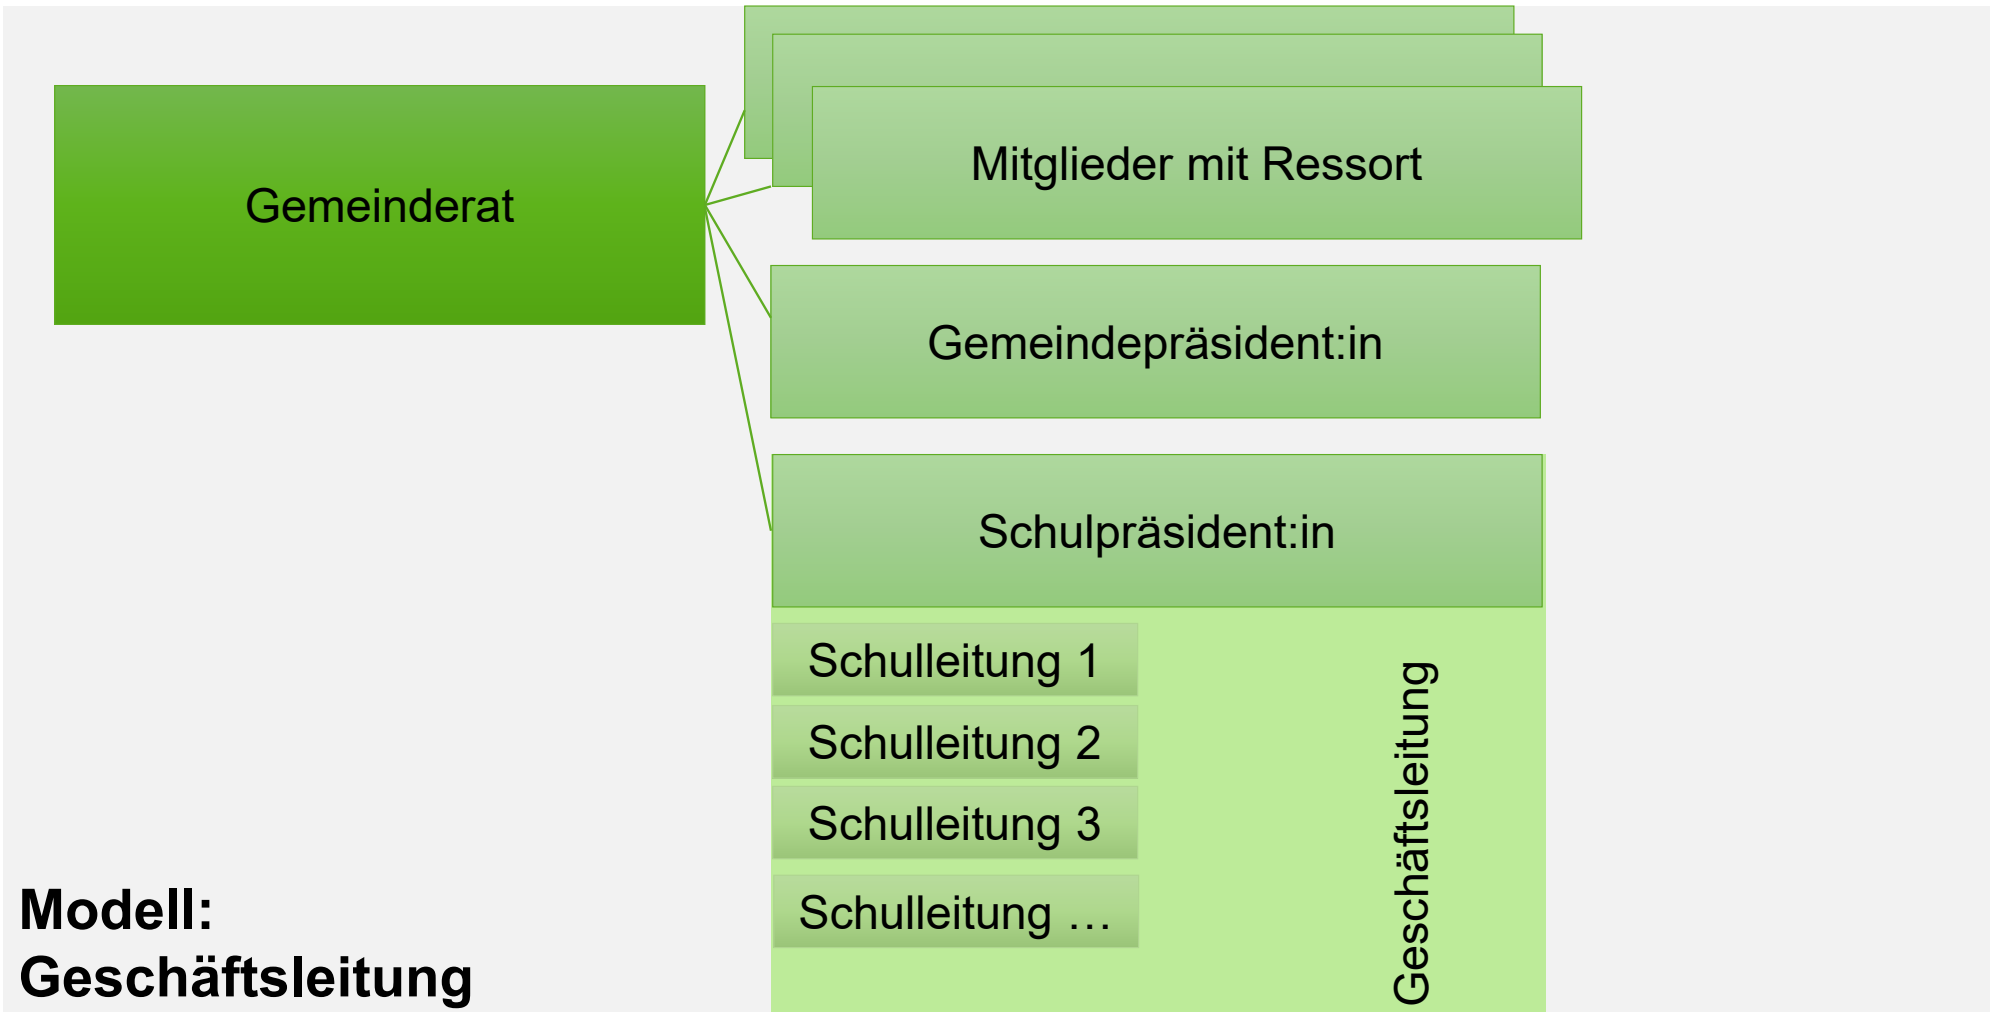 Gemeinderat
Mitglieder mit Ressort
Gemeindepräsident:in
Schulpräsident:in
Schulleitung 1
Schulleitung 2
Schulleitung 3
Schulleitung …
Geschäftsleitung
Modell:
Geschäftsleitung